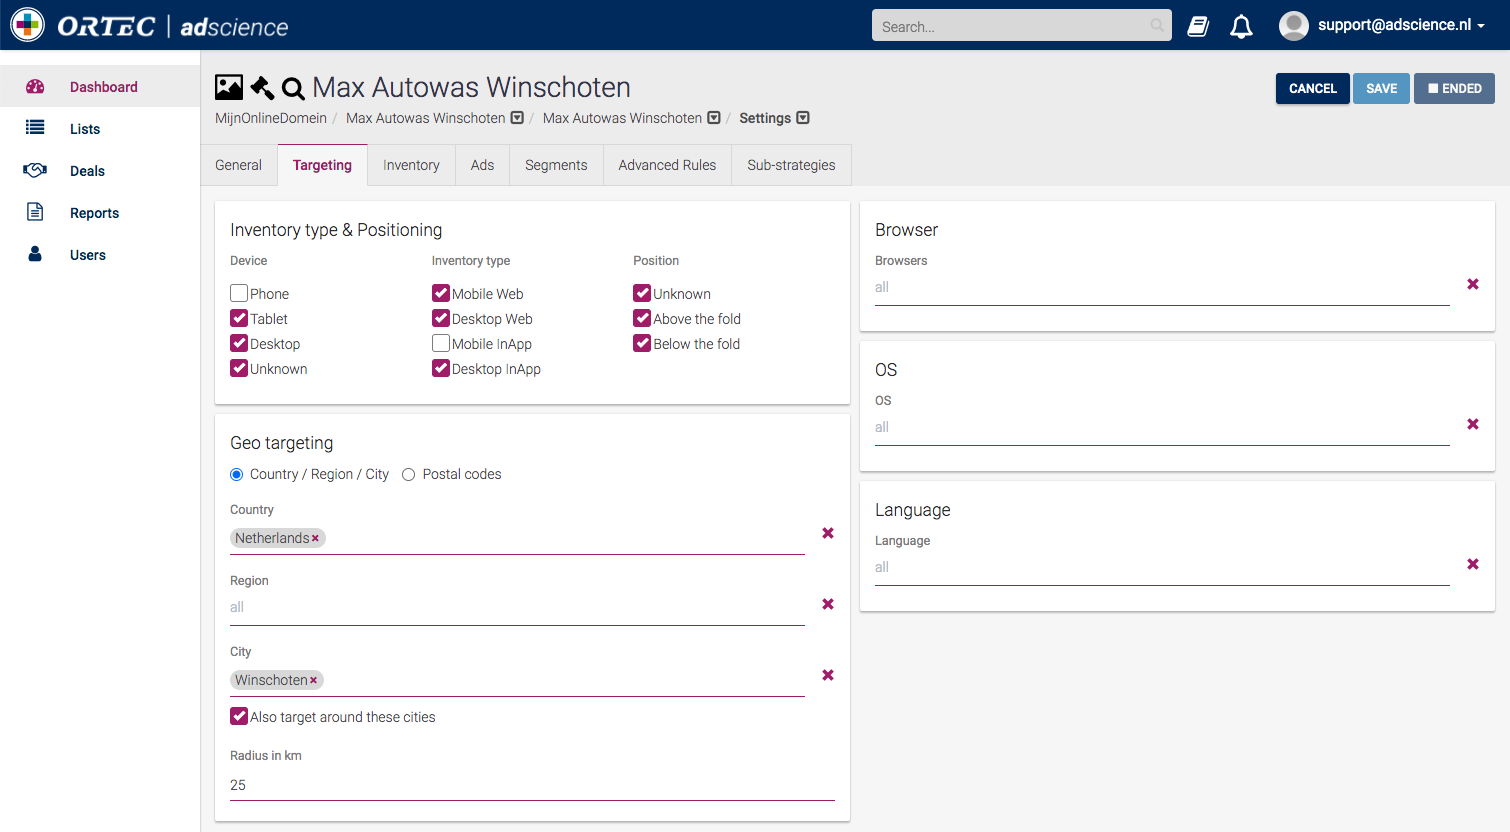 ORTEC | adscience
Search...
support@adscience.nl
Dashboard
Lists
Deals
Reports
Users
Max Autowas Winschoten
CANCEL
SAVE
ENDED
MijnOnlineDomein / Max Autowas Winschoten / Max Autowas Winschoten / Settings
General Targeting Inventory Ads Segments Advanced Rules Sub-strategies
Inventory type & Positioning
Device
Phone
Tablet
Desktop
Unknown
Inventory type
Mobile Web
Desktop Web
Mobile InApp
Desktop InApp
Position
Unknown
Above the fold
Below the fold
Geo targeting
Country / Region / City Postal codes
Country
Netherlands
Region
all
City
Winschoten
Also target around these cities
Radius in km
25
Browser
Browsers
all
OS
OS
all
Language
Language
all